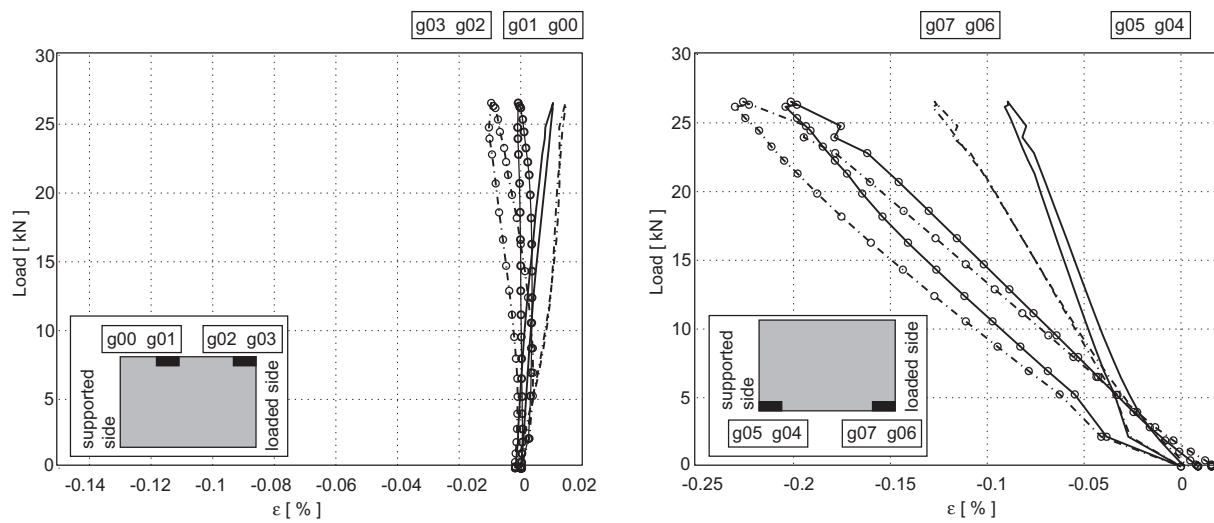 g03 g02
g01 g00
g07 g06
g05 g04
30
25
20
15
10
5
0
Load [ kN ]
g00 g01
g02 g03
supported
side
loaded side
-0.14
-0.12
-0.1
-0.08
-0.06
-0.04
-0.02
0
0.02
ε [ % ]
30
25
20
15
10
5
0
Load [ kN ]
supported
side
loaded side
g05 g04
g07 g06
-0.25
-0.2
-0.15
-0.1
-0.05
0
ε [ % ]